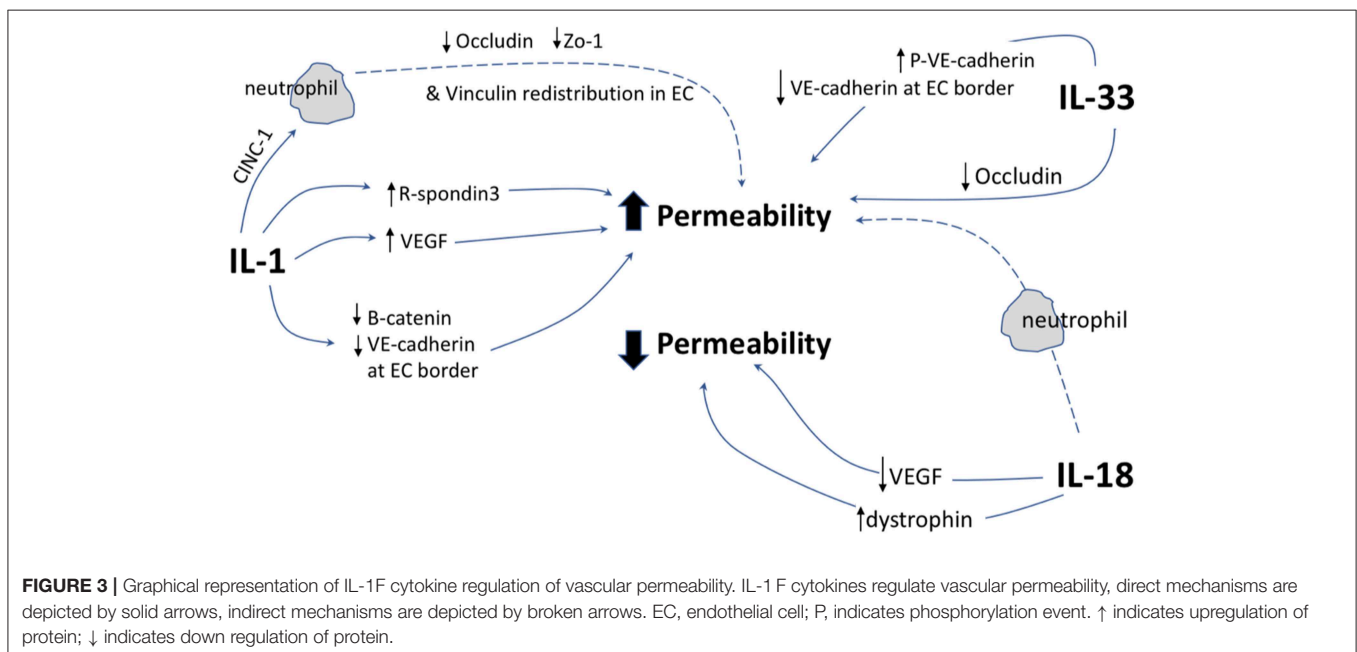 ↓ Occludin ↓ Zo-1
& Vinculin redistribution in EC
neutrophil
CINC-1
↑ P-VE-cadherin
↓ VE-cadherin at EC border
IL-33
↓ Occludin
↑ R-spondin3
↑ VEGF
IL-1
↓ B-catenin
↓ VE-cadherin
at EC border
⬆ Permeability
⬇ Permeability
neutrophil
IL-18
↓ VEGF
↑ dystrophin
FIGURE 3 | Graphical representation of IL-1F cytokine regulation of vascular permeability. IL-1 F cytokines regulate vascular permeability, direct mechanisms are
depicted by solid arrows, indirect mechanisms are depicted by broken arrows. EC, endothelial cell; P, indicates phosphorylation event. ↑ indicates upregulation of
protein; ↓ indicates down regulation of protein.